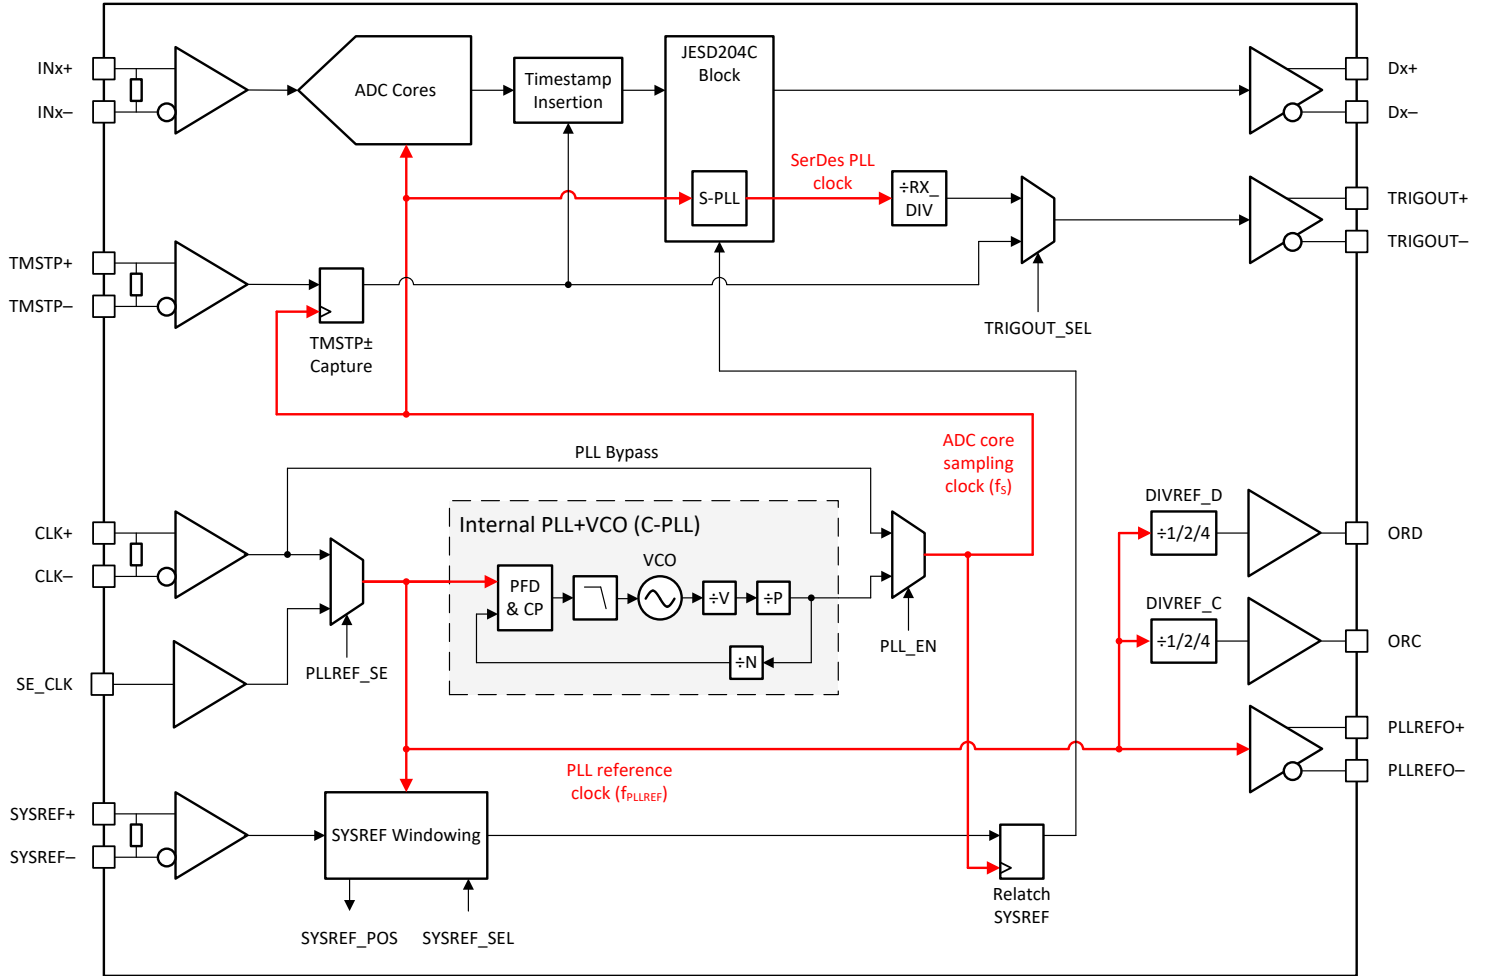 INx+
INx–
ADC Cores
Timestamp
Insertion
JESD204C
Block
S-PLL
SerDes PLL
clock
÷RX_
DIV
Dx+
Dx–
TRIGOUT+
TRIGOUT–
TRIGOUT_SEL
TMSTP+
TMSTP–
TMSTP±
Capture
PLL Bypass
ADC core
sampling
clock (fS)
CLK+
CLK–
SE_CLK
PLLREF_SE
Internal PLL+VCO (C-PLL)
PFD
& CP
VCO
÷V
÷P
÷N
PLL_EN
DIVREF_D
÷1/2/4
ORD
DIVREF_C
÷1/2/4
ORC
PLLREFO+
PLLREFO–
PLL reference
clock (fPLLREF)
SYSREF+
SYSREF–
SYSREF Windowing
SYSREF_POS
SYSREF_SEL
Relatch
SYSREF